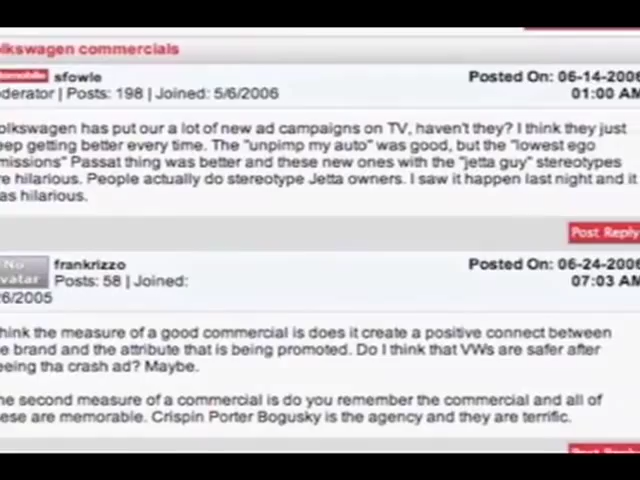 olkswagen commercials
tomobile sfowle
Posted On: 06-14-2006
oderator | Posts: 198 | Joined: 5/6/2006
01:00 AM
olkswagen has put our a lot of new ad campaigns on TV, haven't they? I think they just
eep getting better every time. The "unpimp my auto" was good, but the "lowest ego
missions" Passat thing was better and these new ones with the "jetta guy" stereotypes
re hilarious. People actually do stereotype Jetta owners. I saw it happen last night and it
as hilarious.
Post Reply
No
vatar
frankrizzo
Posted On: 06-24-2006
Posts: 58 | Joined:
07:03 AM
6/2005
hink the measure of a good commercial is does it create a positive connect between
e brand and the attribute that is being promoted. Do I think that VWs are safer after
eeing tha crash ad? Maybe.
he second measure of a commercial is do you remember the commercial and all of
ese are memorable. Crispin Porter Bogusky is the agency and they are terrific.
Post Reply